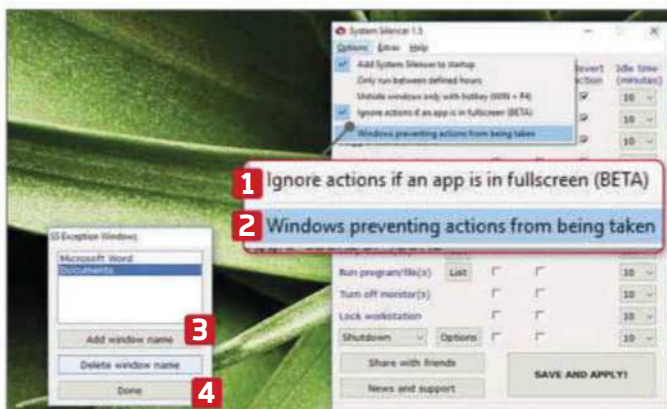 System Silencer 1.5
Options Extras Help
Add System Silencer to startup
Only run between defined hours
Unhide windows only with hotkey (WIN + F4)
Ignore actions if an app is in fullscreen (BETA)
Windows preventing actions from being taken
Revert action
Idle time (minutes)
10
10
10
1 Ignore actions if an app is in fullscreen (BETA)
2 Windows preventing actions from being taken
SS Exception Windows
Microsoft Word
Documents
Add window name 3
Delete window name
Done 4
Run program/file(s) List 10
Turn off monitor(s) 10
Lock workstation 10
Shutdown Options 10
Share with friends
News and support
SAVE AND APPLY!